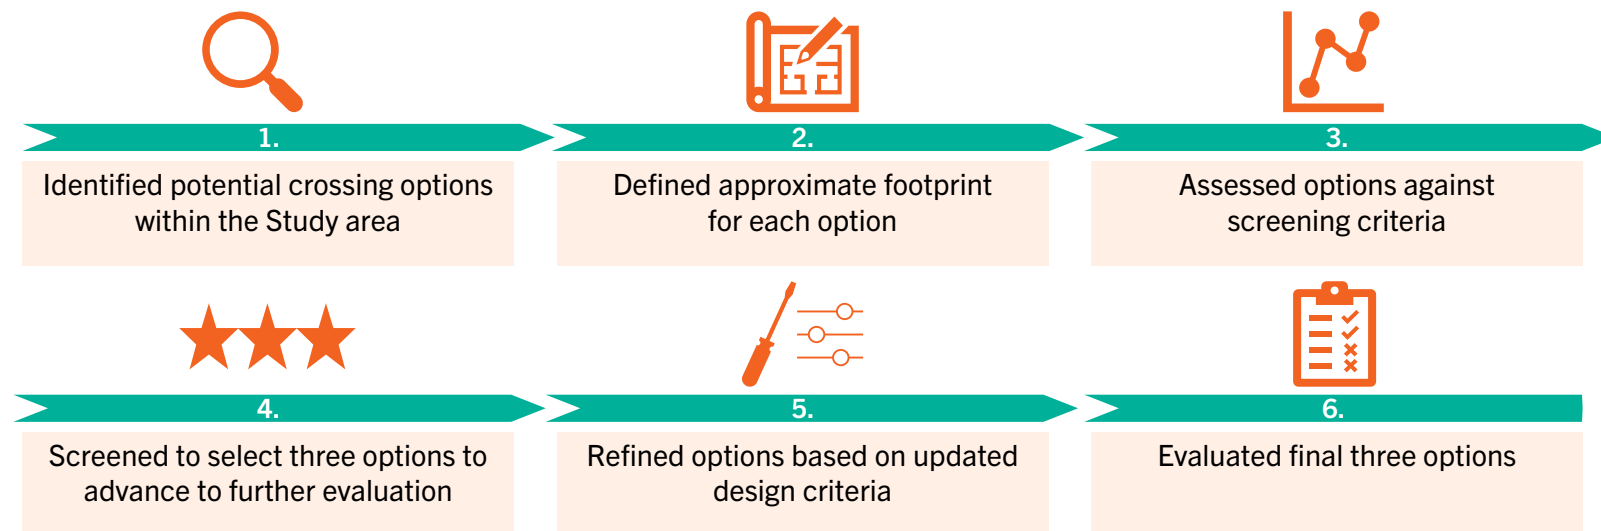 1.
Identified potential crossing options
within the Study area
2.
Defined approximate footprint
for each option
3.
Assessed options against
screening criteria
4.
Screened to select three options to
advance to further evaluation
5.
Refined options based on updated
design criteria
6.
Evaluated final three options